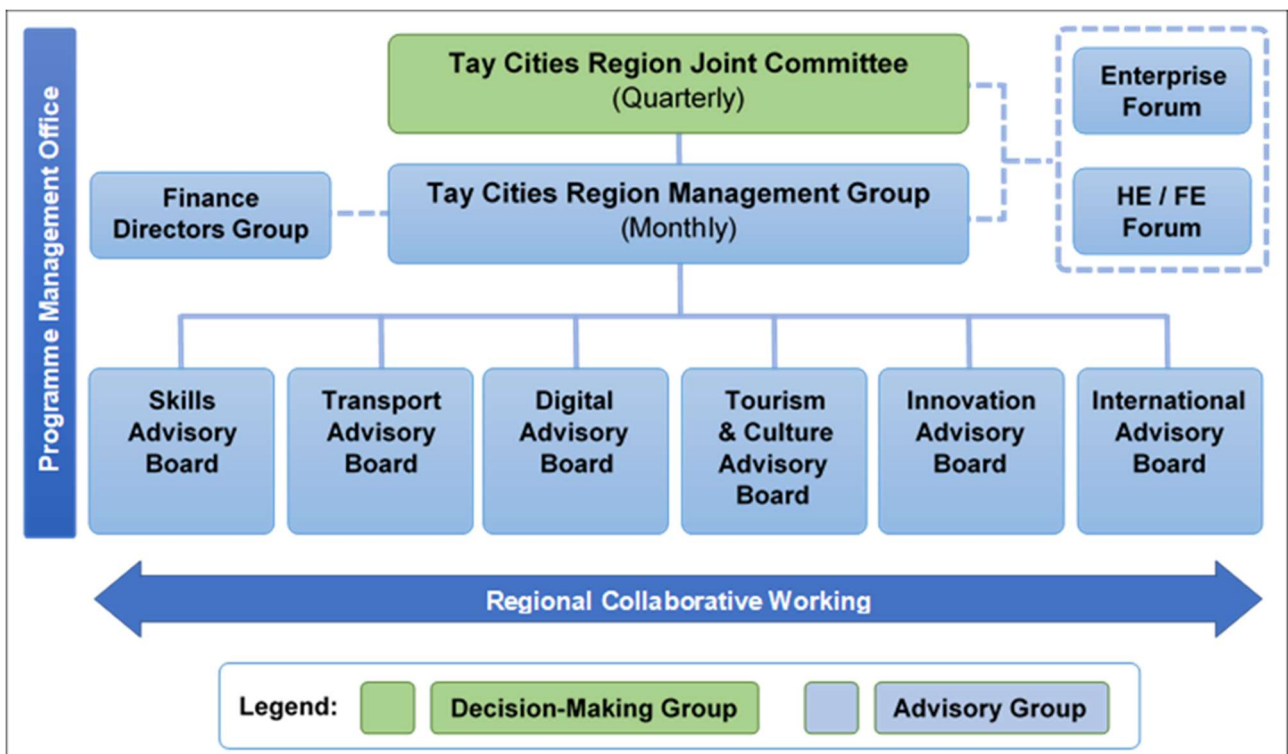 Programme Management Office
Tay Cities Region Joint Committee
(Quarterly)
Enterprise
Forum
HE / FE
Forum
Finance
Directors Group
Tay Cities Region Management Group
(Monthly)
Skills
Advisory
Board
Transport
Advisory
Board
Digital
Advisory
Board
Tourism
& Culture
Advisory
Board
Innovation
Advisory
Board
International
Advisory
Board
Regional Collaborative Working
Legend:
Decision-Making Group
Advisory Group